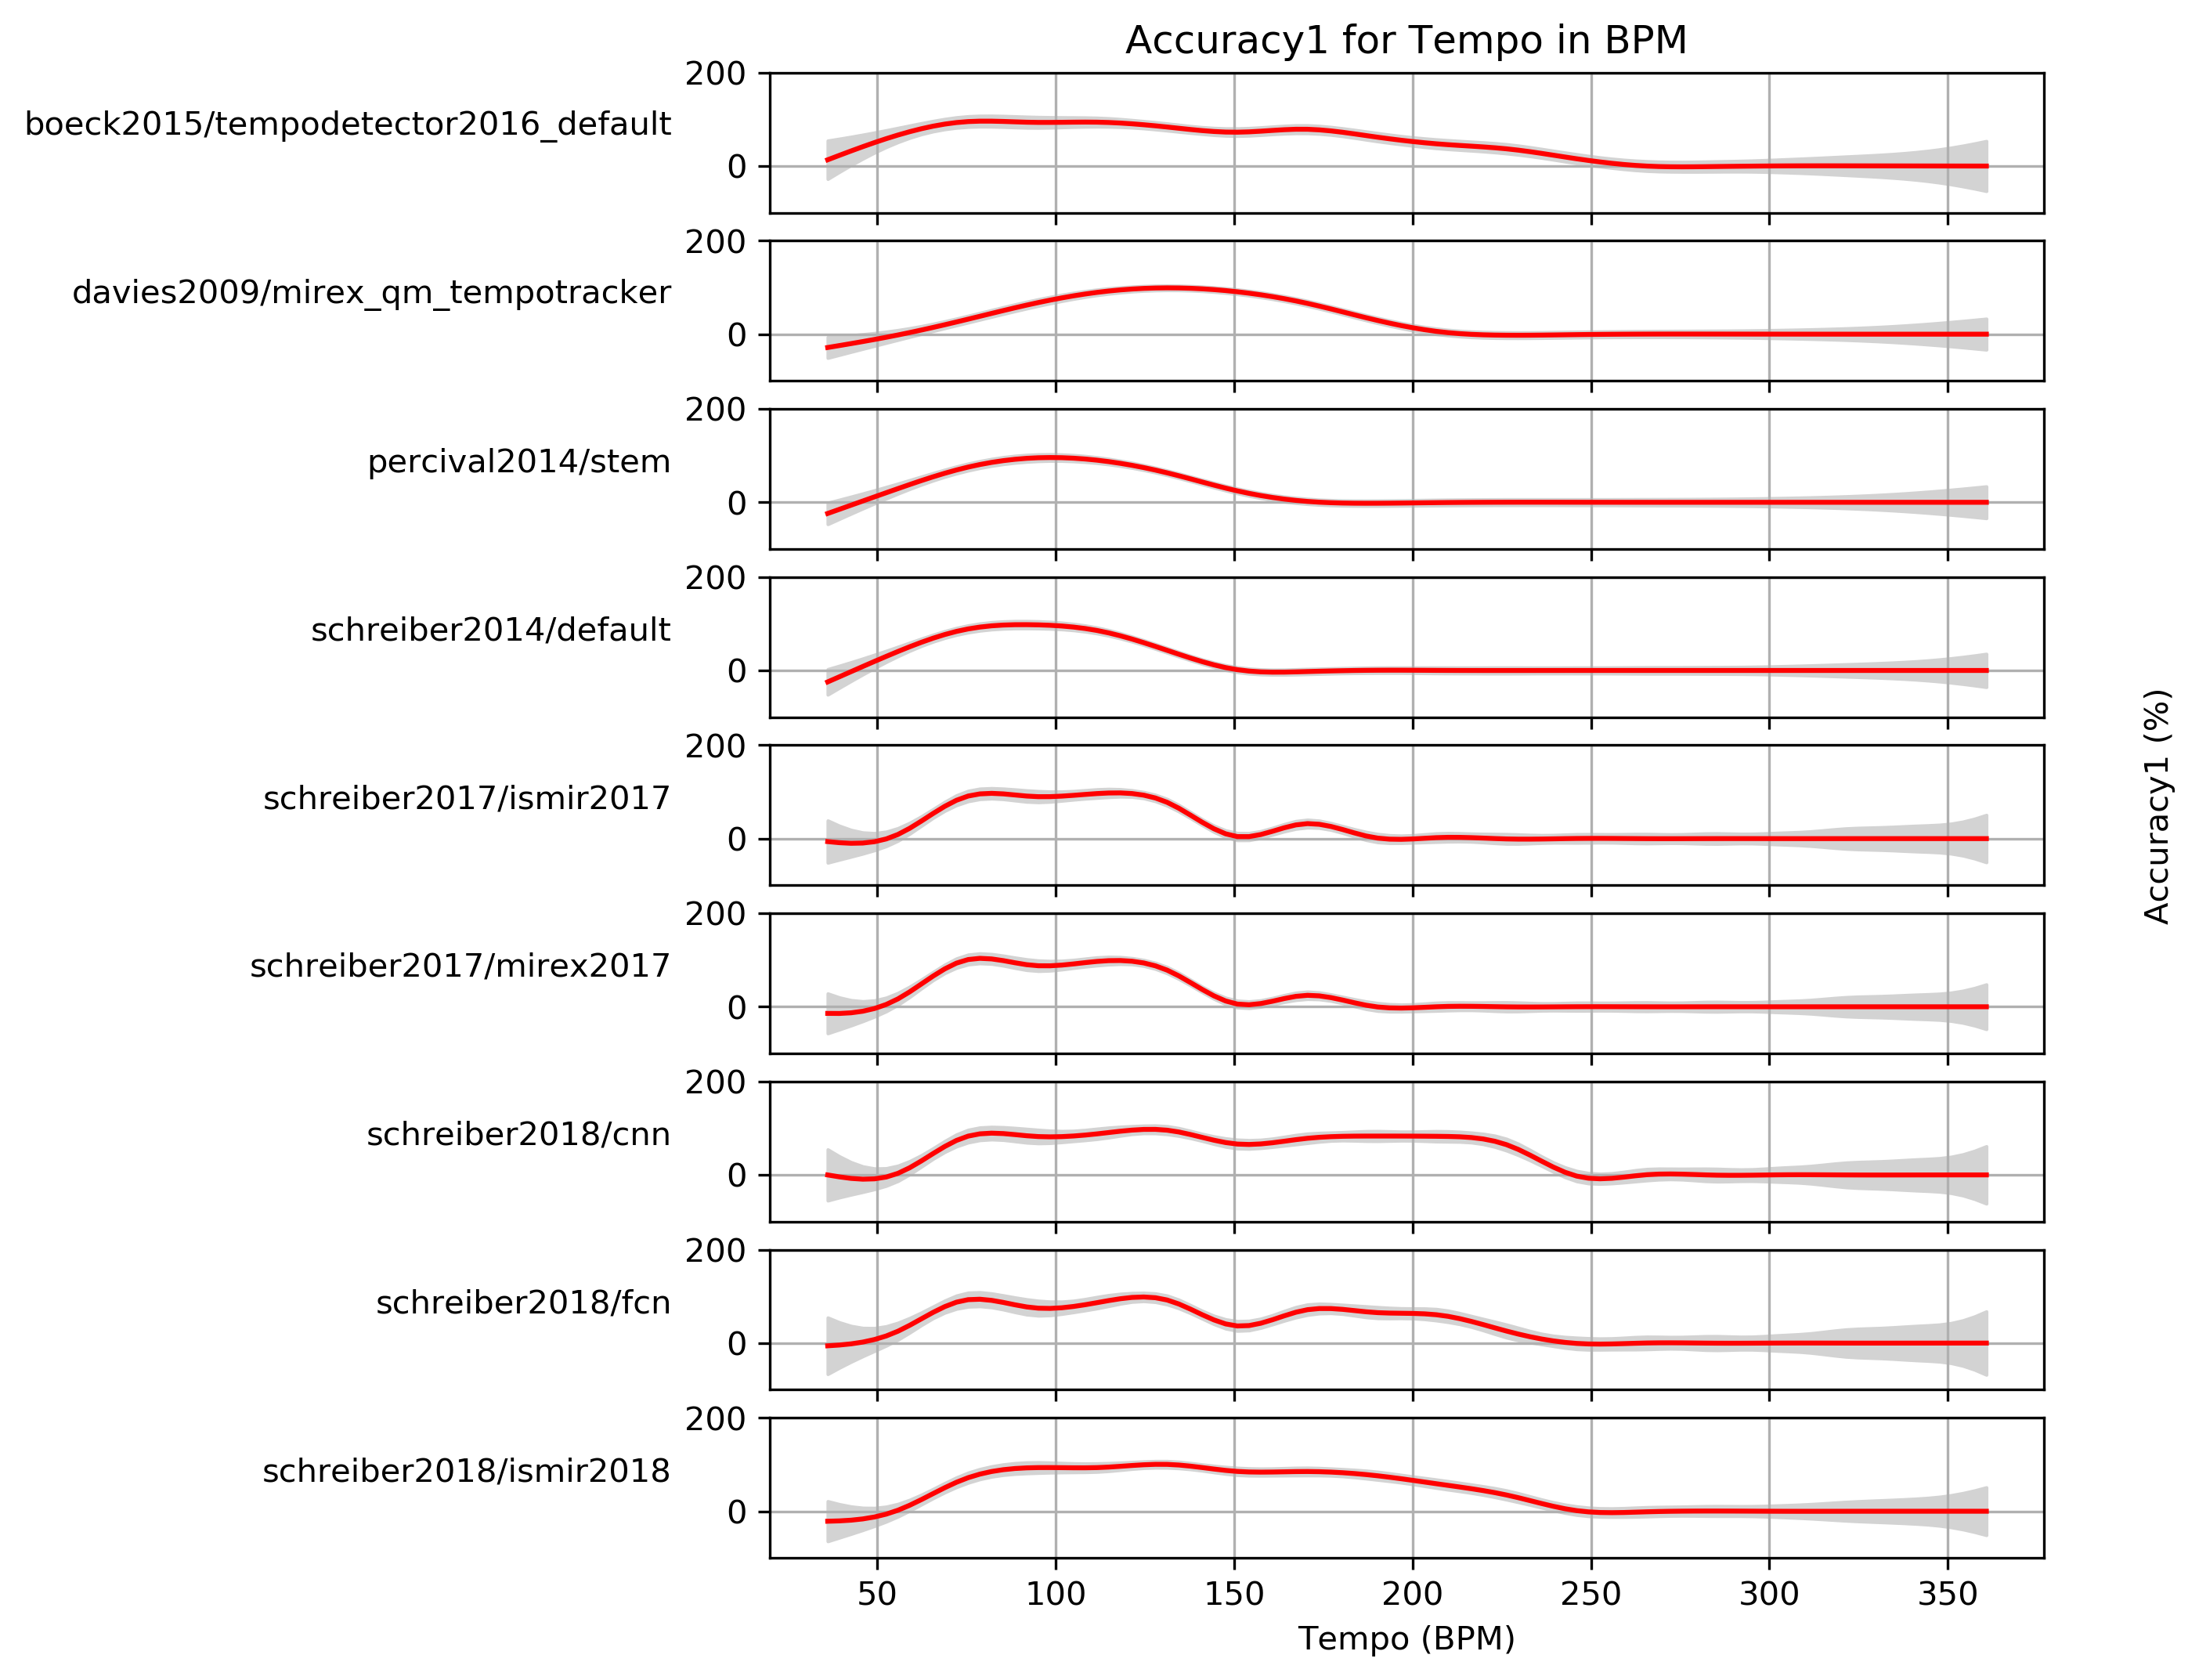 Accuracy1 for Tempo in BPM
200
boeck2015/tempodetector2016_default
0
200
davies2009/mirex_qm_tempotracker
0
200
percival2014/stem
0
200
schreiber2014/default
0
200
schreiber2017/ismir2017
0
200
schreiber2017/mirex2017
0
200
schreiber2018/cnn
0
200
schreiber2018/fcn
0
200
schreiber2018/ismir2018
0
50 100 150 200 250 300 350
Tempo (BPM)
Accuracy1 (%)